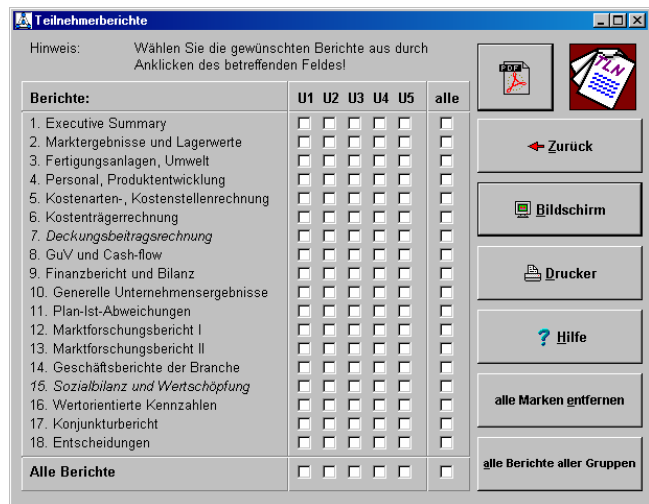 Teilnehmerberichte
Hinweis: Wählen Sie die gewünschten Berichte aus durch
Anklicken des betreffenden Feldes!
PDF
TLN
Berichte: U1 U2 U3 U4 U5 alle
1. Executive Summary
2. Marktergebnisse und Lagerwerte
3. Fertigungsanlagen, Umwelt
4. Personal, Produktentwicklung
5. Kostenarten-, Kostenstellenrechnung
6. Kostenträgerrechnung
7. Deckungsbeitragsrechnung
8. GuV und Cash-flow
9. Finanzbericht und Bilanz
10. Generelle Unternehmensergebnisse
11. Plan-Ist-Abweichungen
12. Marktforschungsbericht I
13. Marktforschungsbericht II
14. Geschäftsberichte der Branche
15. Sozialbilanz und Wertschöpfung
16. Wertorientierte Kennzahlen
17. Konjunkturbericht
18. Entscheidungen
Alle Berichte
Zurück
Bildschirm
Drucker
Hilfe
alle Marken entfernen
alle Berichte aller Gruppen